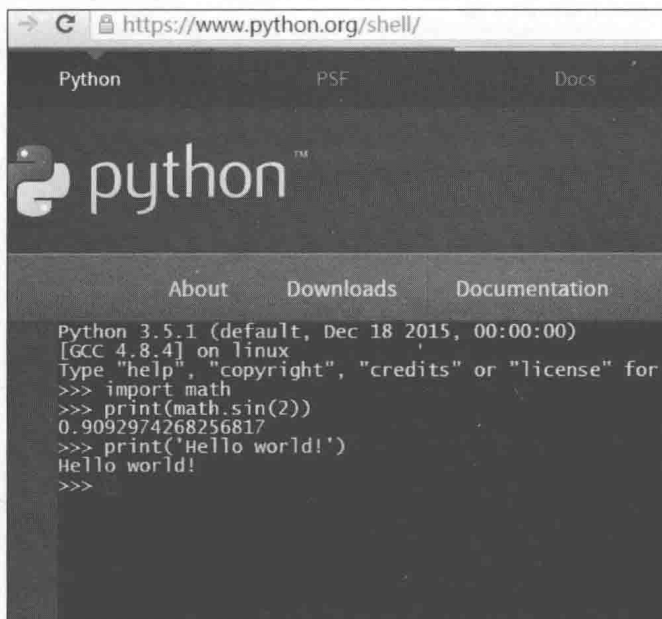 https://www.python.org/shell/
Python PSF Docs
python™
About Downloads Documentation
Python 3.5.1 (default, Dec 18 2015, 00:00:00)
[GCC 4.8.4] on linux
Type "help", "copyright", "credits" or "license" for
>>> import math
>>> print(math.sin(2))
0.9092974268256817
>>> print('Hello world!')
Hello world!
>>>